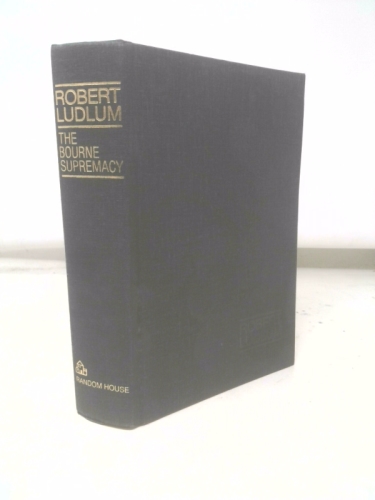 ROBERT
LUDLUM
THE
BOURNE
SUPREMACY
RANDOM HOUSE